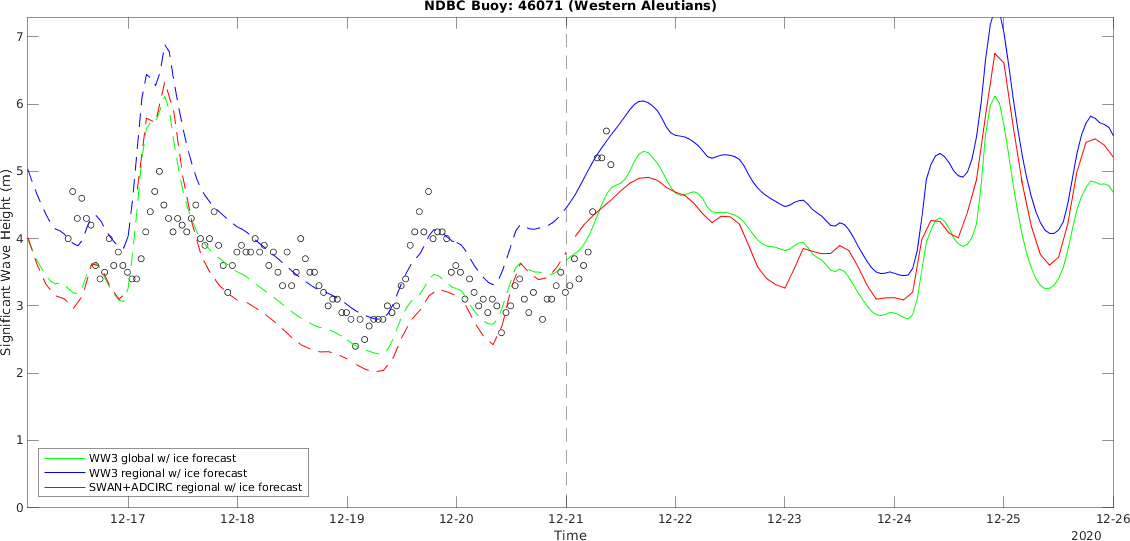 NDBC Buoy: 46071 (Western Aleutians)
7
6
5
4
3
2
1
0
Significant Wave Height (m)
WW3 global w/ ice forecast
WW3 regional w/ ice forecast
SWAN+ADCIRC regional w/ ice forecast
12-17 12-18 12-19 12-20 12-21 12-22 12-23 12-24 12-25 12-26
Time
2020